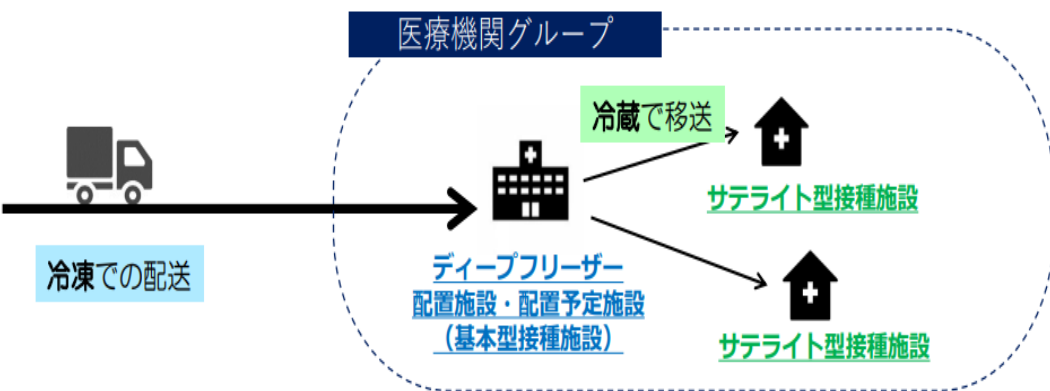 医療機関グループ
冷蔵で移送
サテライト型接種施設
冷凍での配送
ディープフリーザー
配置施設・配置予定施設
（基本型接種施設）
サテライト型接種施設